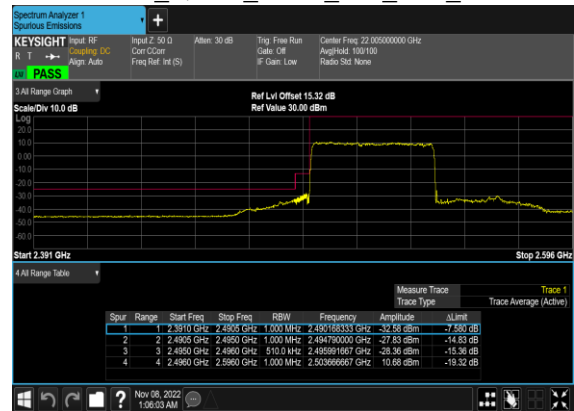 Spectrum Analyzer 1
Spurious Emissions
KEYSIGHT Input: RF Input Z: 50 Ω Atten: 30 dB Trig: Free Run Center Freq: 22.005000000 GHz
R T Coupling: DC Corr CCorr Gate: Off Avg|Hold: 100/100
Align: Auto Freq Ref: Int (S) IF Gain: Low Radio Std: None
PASS
3 All Range Graph
Ref Lvl Offset 15.32 dB
Scale/Div 10.0 dB Ref Value 30.00 dBm
Log
20.0
10.0
0.00
-10.0
-20.0
-30.0
-40.0
-50.0
-60.0
Start 2.391 GHz Stop 2.596 GHz
4 All Range Table
Measure Trace Trace 1
Trace Type Trace Average (Active)
Spur Range Start Freq Stop Freq RBW Frequency Amplitude ΔLimit
1 1 2.3910 GHz 2.4905 GHz 1.000 MHz 2.490168333 GHz -32.58 dBm -7.580 dB
2 2 2.4905 GHz 2.4950 GHz 1.000 MHz 2.494790000 GHz -27.83 dBm -14.83 dB
3 3 2.4950 GHz 2.4960 GHz 510.0 kHz 2.495991667 GHz -28.36 dBm -15.36 dB
4 4 2.4960 GHz 2.5960 GHz 1.000 MHz 2.503666667 GHz 10.68 dBm -19.32 dB
Nov 08, 2022
1:06:03 AM